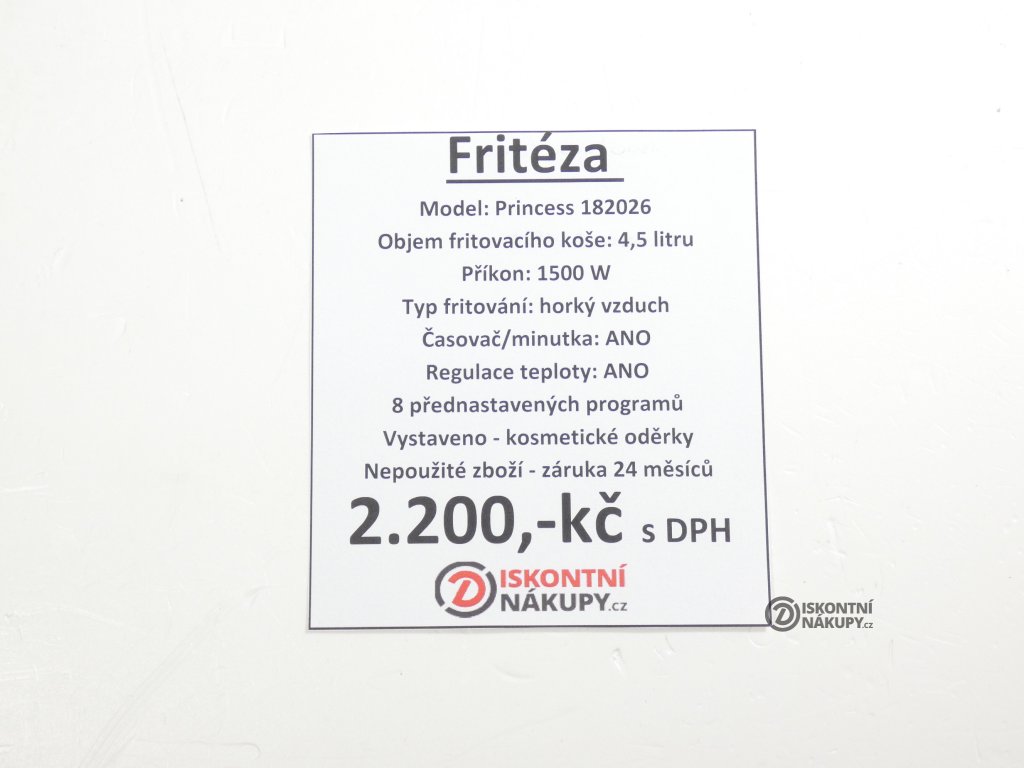 Fritéza
Model: Princess 182026
Objem fritovacího koše: 4,5 litru
Příkon: 1500 W
Typ fritování: horký vzduch
Časovač/minutka: ANO
Regulace teploty: ANO
8 přednastavených programů
Vystaveno - kosmetické oděrky
Nepoužité zboží - záruka 24 měsíců
2.200,-kč s DPH
DISKONTNÍ
NÁKUPY.cz
DISKONTNÍ
NÁKUPY.cz